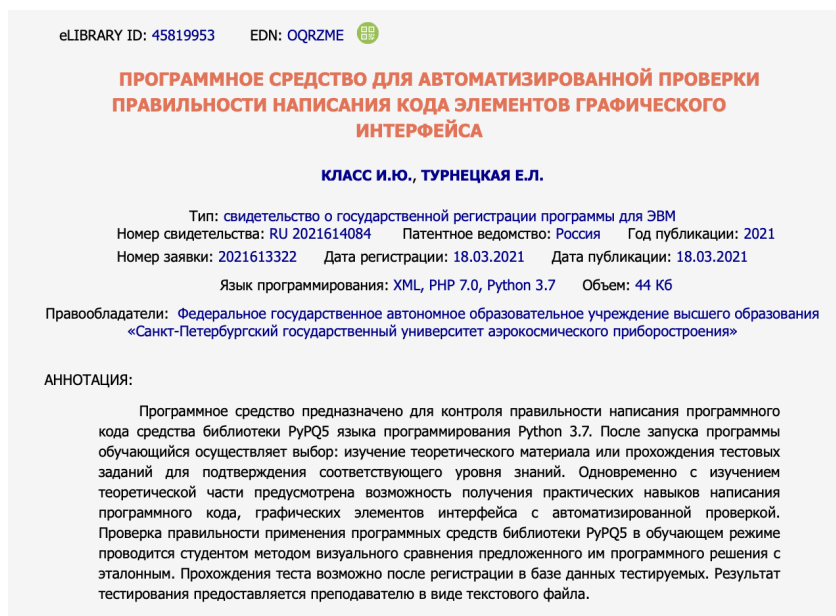 eLIBRARY ID: 45819953 EDN: OQRZME
ПРОГРАММНОЕ СРЕДСТВО ДЛЯ АВТОМАТИЗИРОВАННОЙ ПРОВЕРКИ
ПРАВИЛЬНОСТИ НАПИСАНИЯ КОДА ЭЛЕМЕНТОВ ГРАФИЧЕСКОГО
ИНТЕРФЕЙСА
КЛАСС И.Ю., ТУРНЕЦКАЯ Е.Л.
Тип: свидетельство о государственной регистрации программы для ЭВМ
Номер свидетельства: RU 2021614084 Патентное ведомство: Россия Год публикации: 2021
Номер заявки: 2021613322 Дата регистрации: 18.03.2021 Дата публикации: 18.03.2021
Язык программирования: XML, PHP 7.0, Python 3.7 Объем: 44 Кб
Правообладатели: Федеральное государственное автономное образовательное учреждение высшего образования
«Санкт-Петербургский государственный университет аэрокосмического приборостроения»
АННОТАЦИЯ:
Программное средство предназначено для контроля правильности написания программного
кода средства библиотеки PyPQ5 языка программирования Python 3.7. После запуска программы
обучающийся осуществляет выбор: изучение теоретического материала или прохождения тестовых
заданий для подтверждения соответствующего уровня знаний. Одновременно с изучением
теоретической части предусмотрена возможность получения практических навыков написания
программного кода, графических элементов интерфейса с автоматизированной проверкой.
Проверка правильности применения программных средств библиотеки PyPQ5 в обучающем режиме
проводится студентом методом визуального сравнения предложенного им программного решения с
эталонным. Прохождения теста возможно после регистрации в базе данных тестируемых. Результат
тестирования предоставляется преподавателю в виде текстового файла.